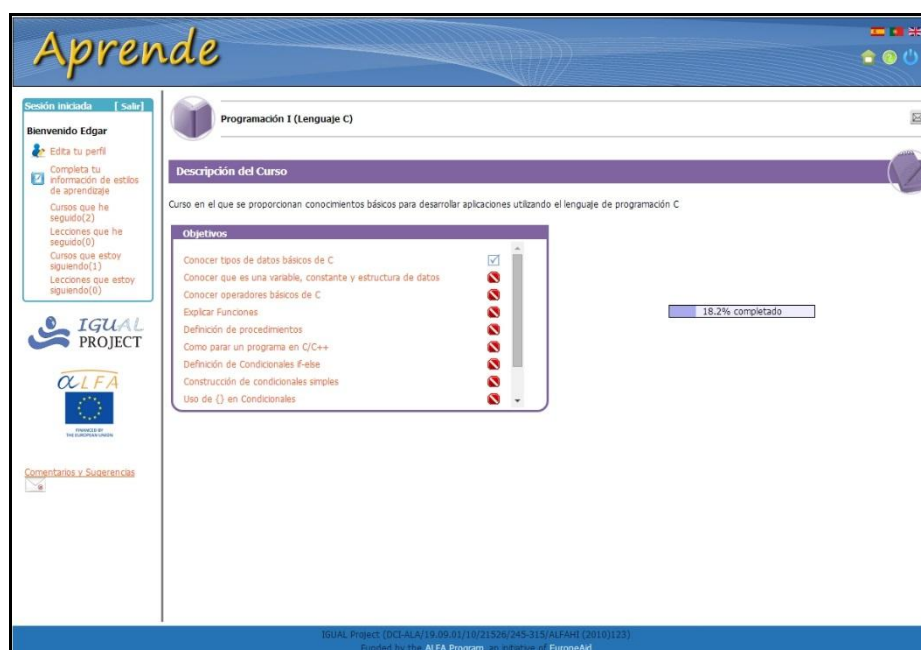 Aprende
Sesión iniciada [ Salir]
Bienvenido Edgar
Edita tu perfil
Completa tu
información de estilos
de aprendizaje
Cursos que he
seguido(2)
Lecciones que he
seguido(0)
Cursos que estoy
siguiendo(1)
Lecciones que estoy
siguiendo(0)
IGUAL
PROJECT
αLFA
FINANCED BY
THE EUROPEAN UNION
Comentarios y Sugerencias
Programación I (Lenguaje C)
Descripción del Curso
Curso en el que se proporcionan conocimientos básicos para desarrollar aplicaciones utilizando el lenguaje de programación C
Objetivos
Conocer tipos de datos básicos de C
Conocer que es una variable, constante y estructura de datos
Conocer operadores básicos de C
Explicar Funciones
Definición de procedimientos
Como parar un programa en C/C++
Definición de Condicionales if-else
Construcción de condicionales simples
Uso de {} en Condicionales
18.2% completado
IGUAL Project (DCI-ALA/19.09.01/10/21526/245-315/ALFAHI (2010)123)
Funded by the ALFA Program, an initiative of EuropeAid